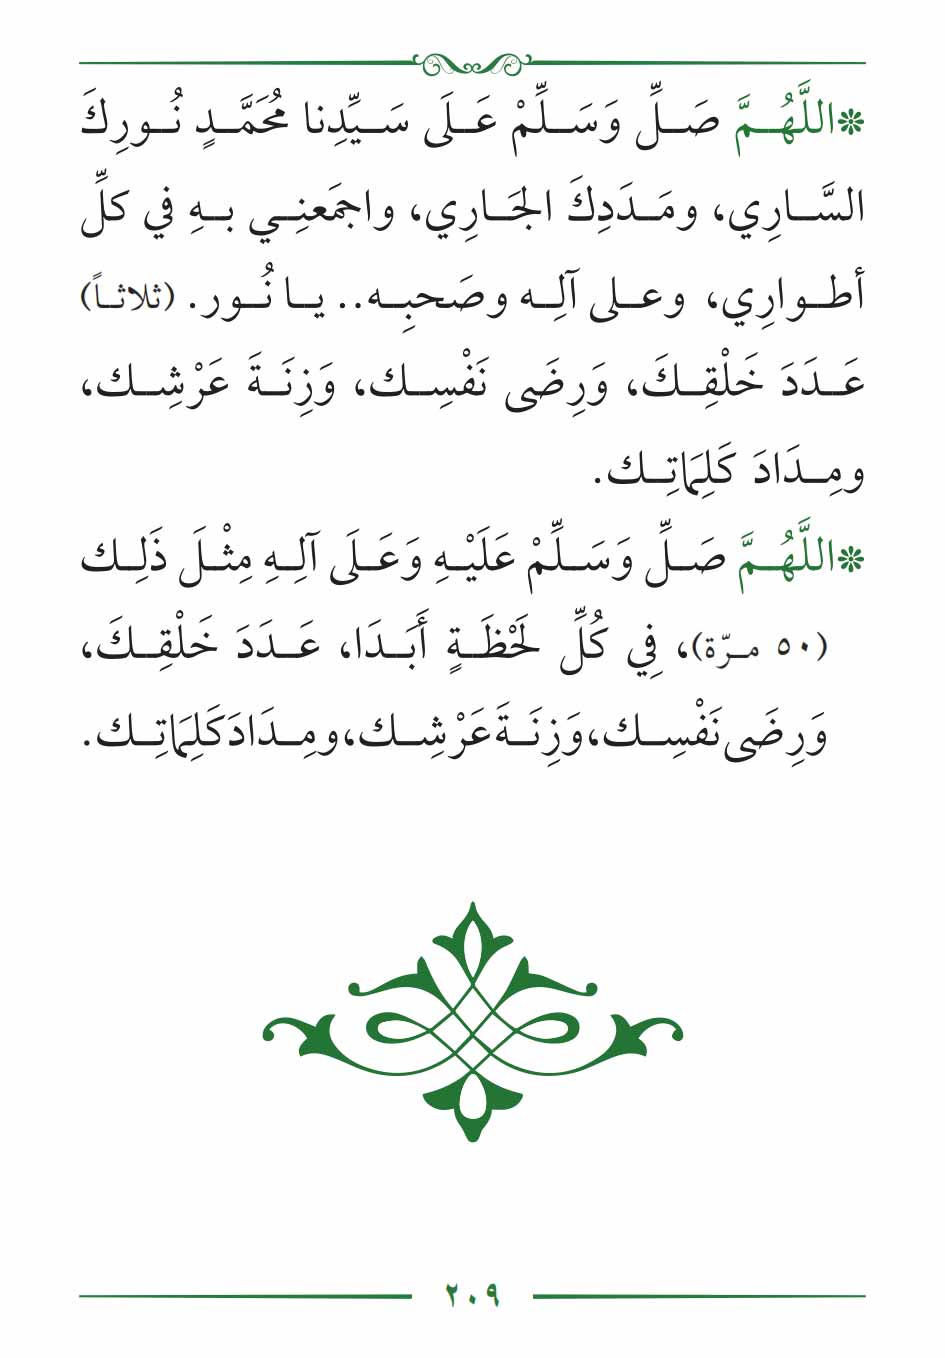 ❊اللَّهُمَّ صَلِّ وَسَلِّمْ عَلَى سَيِّدِنا مُحَمَّدٍ نُورِكَ
السَّارِي، ومَدَدِكَ الجَارِي، واجمَعنِي بهِ في كلِّ
أطوارِي، وعلى آلِه وصَحبِه.. يا نُور. (ثلاثاً)
عَدَدَ خَلْقِكَ، وَرِضَى نَفْسِك، وَزِنَةَ عَرْشِك،
ومِدَادَ كَلِمَاتِك.
❊اللَّهُمَّ صَلِّ وَسَلِّمْ عَلَيْهِ وَعَلَى آلِهِ مِثْلَ ذَلِك
(٥٠ مرّة)، فِي كُلِّ لَحْظَةٍ أَبَدَا، عَدَدَ خَلْقِكَ،
وَرِضَى نَفْسِك، وَزِنَةَ عَرْشِك، ومِدَادَ كَلِمَاتِك.
٢٠٩